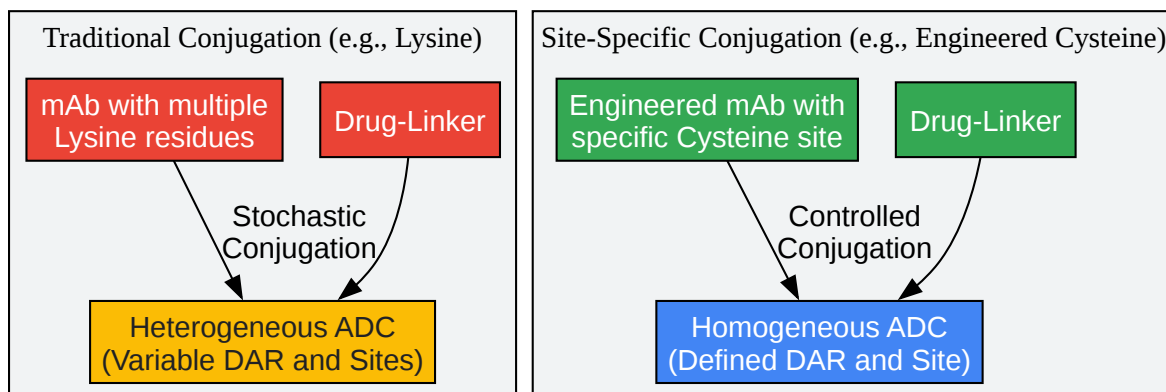 Traditional Conjugation (e.g., Lysine)
mAb with multiple
Lysine residues
Drug-Linker
Stochastic
Conjugation
Heterogeneous ADC
(Variable DAR and Sites)
Site-Specific Conjugation (e.g., Engineered Cysteine)
Engineered mAb with
specific Cysteine site
Drug-Linker
Controlled
Conjugation
Homogeneous ADC
(Defined DAR and Site)